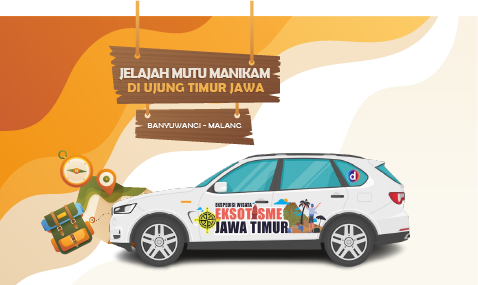 JELAJAH MUTU MANIKAM
DI UJUNG TIMUR JAWA
BANYUWANGI - MALANG
EKSPEDISI WISATA
EKSOTISME
JAWA TIMUR
d